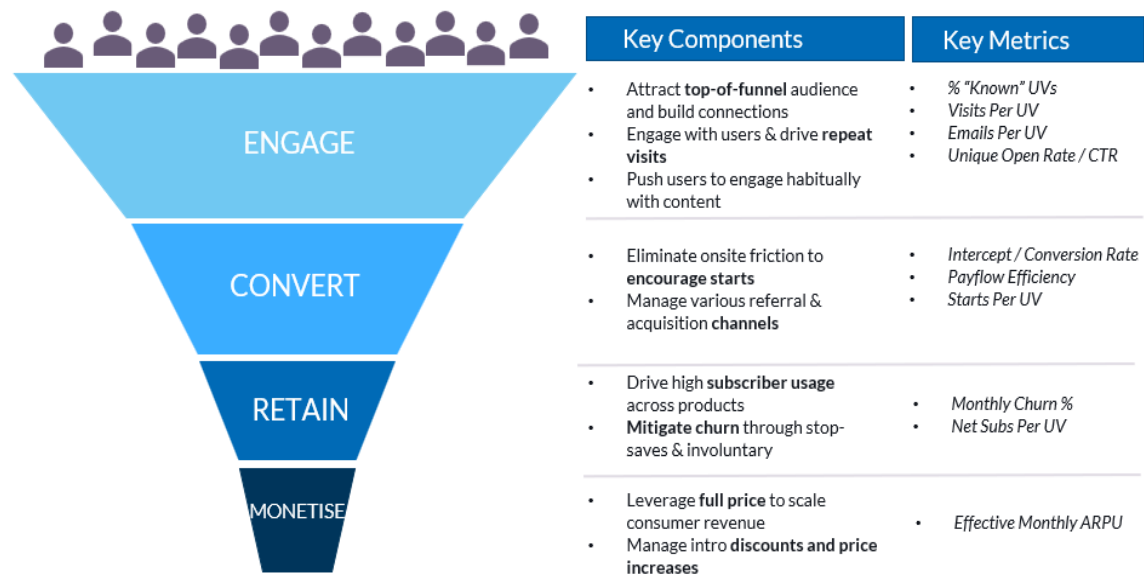 Key Components
Key Metrics
ENGAGE
• Attract top-of-funnel audience
and build connections
• Engage with users & drive repeat
visits
• Push users to engage habitually
with content
• % “Known” UVs
• Visits Per UV
• Emails Per UV
• Unique Open Rate / CTR
CONVERT
• Eliminate onsite friction to
encourage starts
• Manage various referral &
acquisition channels
• Intercept / Conversion Rate
• Payflow Efficiency
• Starts Per UV
RETAIN
• Drive high subscriber usage
across products
• Mitigate churn through stop-
saves & involuntary
• Monthly Churn %
• Net Subs Per UV
MONETISE
• Leverage full price to scale
consumer revenue
• Manage intro discounts and price
increases
• Effective Monthly ARPU